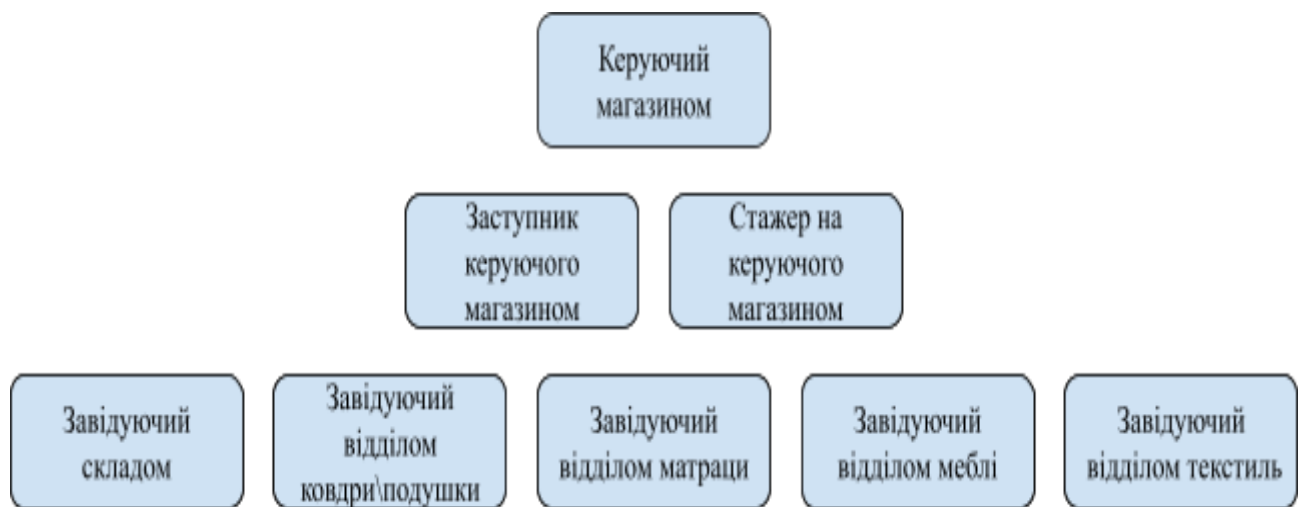 Керуючий
магазином
Заступник
керуючого
магазином
Стажер на
керуючого
магазином
Завідуючий
складом
Завідуючий
відділом
ковдри\подушки
Завідуючий
відділом матраци
Завідуючий
відділом меблі
Завідуючий
відділом текстиль